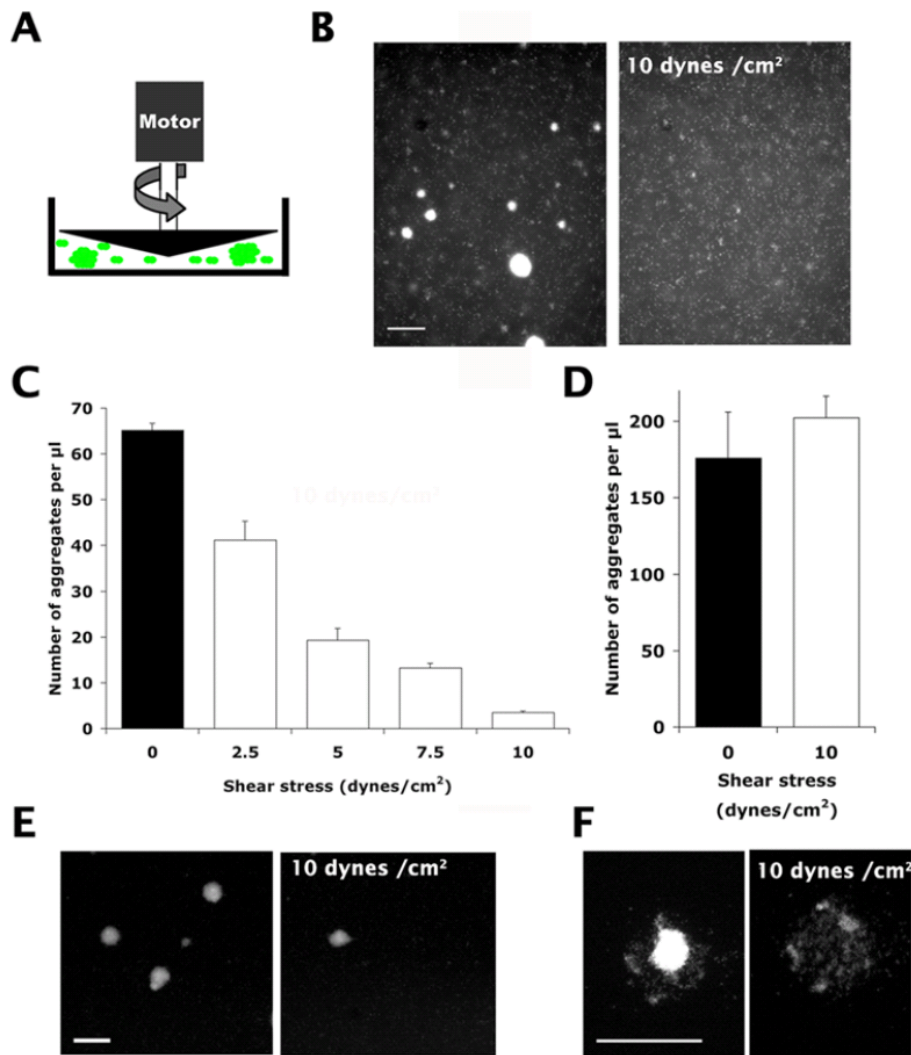 A
Motor
B
10 dynes /cm²
C
Number of aggregates per µl
70
60
50
40
30
20
10
0
0 2.5 5 7.5 10
Shear stress (dynes/cm²)
10 dynes/cm²
D
Number of aggregates per µl
200
150
100
50
0
0 10
Shear stress
(dynes/cm²)
E
10 dynes /cm²
F
10 dynes /cm²